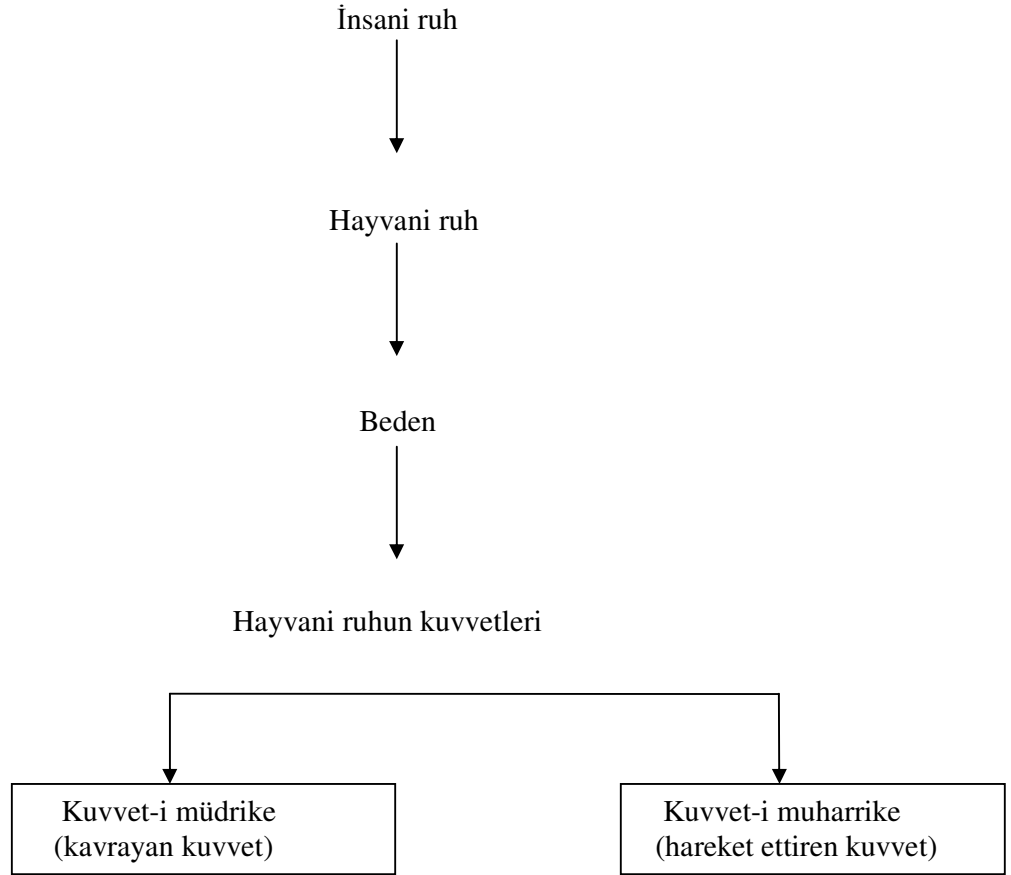 İnsani ruh
Hayvani ruh
Beden
Hayvani ruhun kuvvetleri
Kuvvet-i müdrike
(kavrayan kuvvet)
Kuvvet-i muharrike
(hareket ettiren kuvvet)